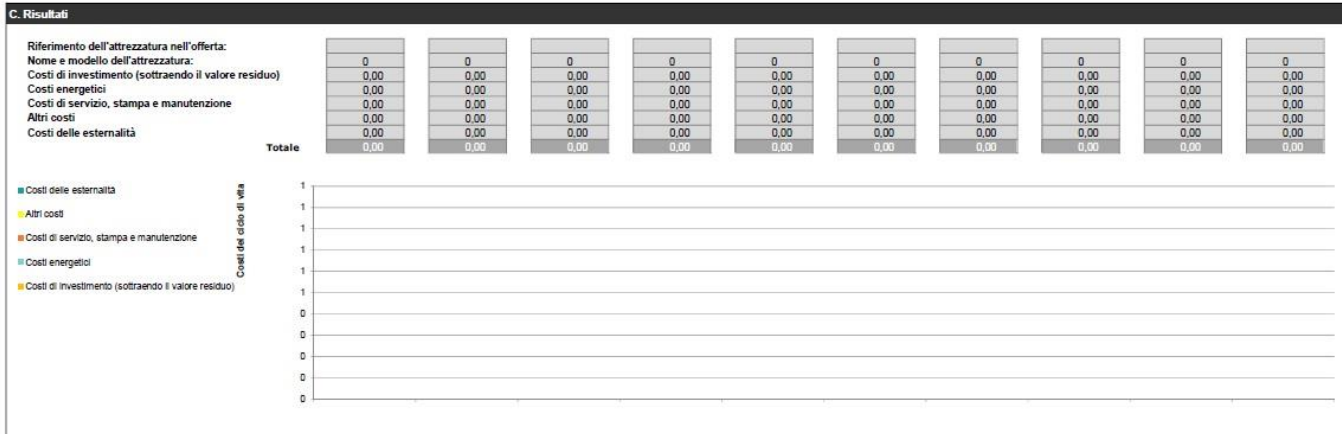 C. Risultati
Riferimento dell'attrezzatura nell'offerta:
Nome e modello dell'attrezzatura: 0 0 0 0 0 0 0 0 0 0
Costi di investimento (sottraendo il valore residuo) 0,00 0,00 0,00 0,00 0,00 0,00 0,00 0,00 0,00 0,00
Costi energetici 0,00 0,00 0,00 0,00 0,00 0,00 0,00 0,00 0,00 0,00
Costi di servizio, stampa e manutenzione 0,00 0,00 0,00 0,00 0,00 0,00 0,00 0,00 0,00 0,00
Altri costi 0,00 0,00 0,00 0,00 0,00 0,00 0,00 0,00 0,00 0,00
Costi delle esternalità 0,00 0,00 0,00 0,00 0,00 0,00 0,00 0,00 0,00 0,00
Totale 0,00 0,00 0,00 0,00 0,00 0,00 0,00 0,00 0,00 0,00
Costi delle esternalità
Altri costi
Costi di servizio, stampa e manutenzione
Costi energetici
Costi di investimento (sottraendo il valore residuo)
Costi del ciclo di vita
1
1
1
1
1
1
0
0
0
0
0